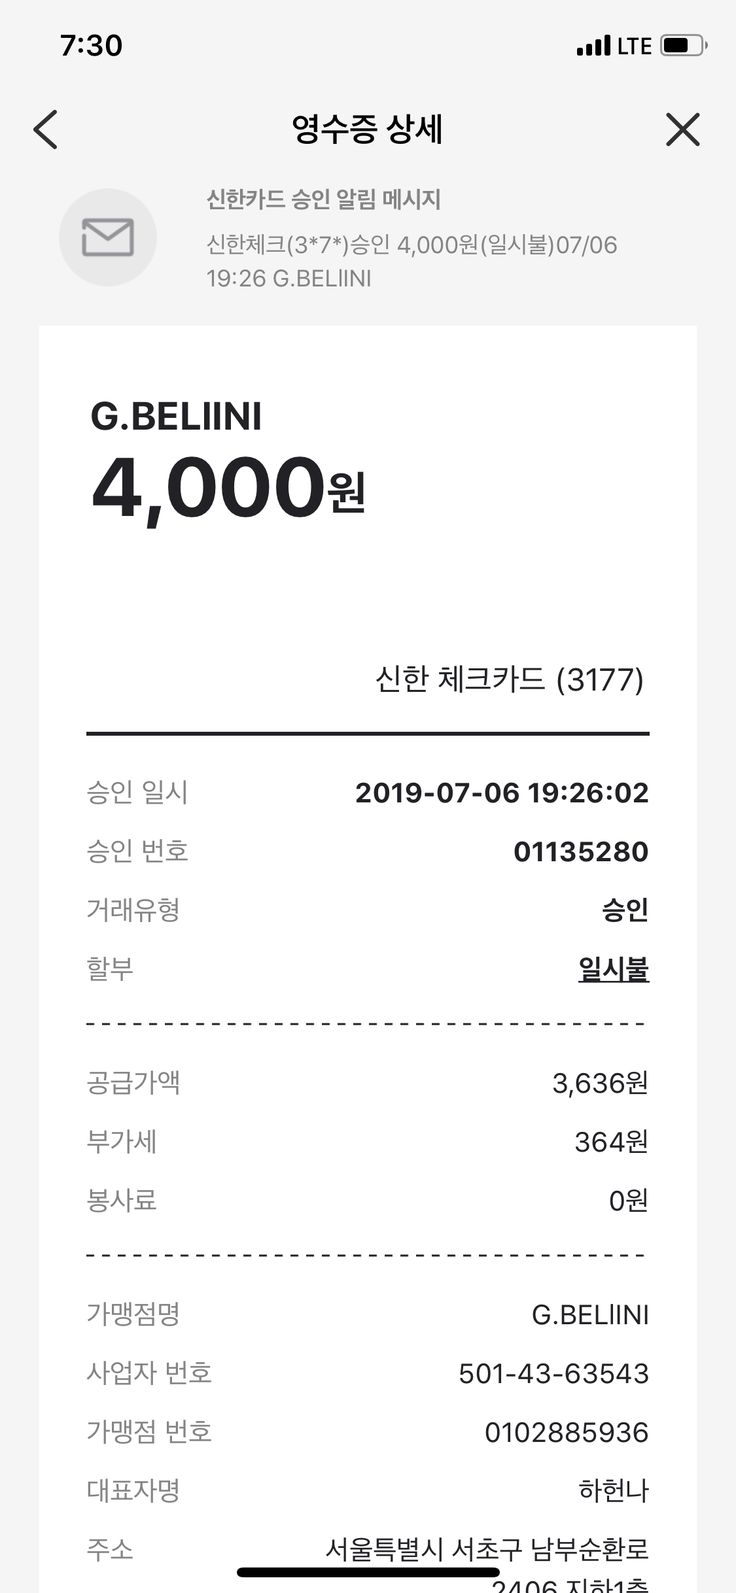 7:30
LTE
영수증 상세
신한카드 승인 알림 메시지
신한체크(3*7*)승인 4,000원(일시불)07/06
19:26 G.BELIINI
G.BELIINI
4,000원
신한 체크카드 (3177)
승인 일시 2019-07-06 19:26:02
승인 번호 01135280
거래유형 승인
할부 일시불
공급가액 3,636원
부가세 364원
봉사료 0원
가맹점명 G.BELIINI
사업자 번호 501-43-63543
가맹점 번호 0102885936
대표자명 하헌나
주소 서울특별시 서초구 남부순환로
2406 지하1층